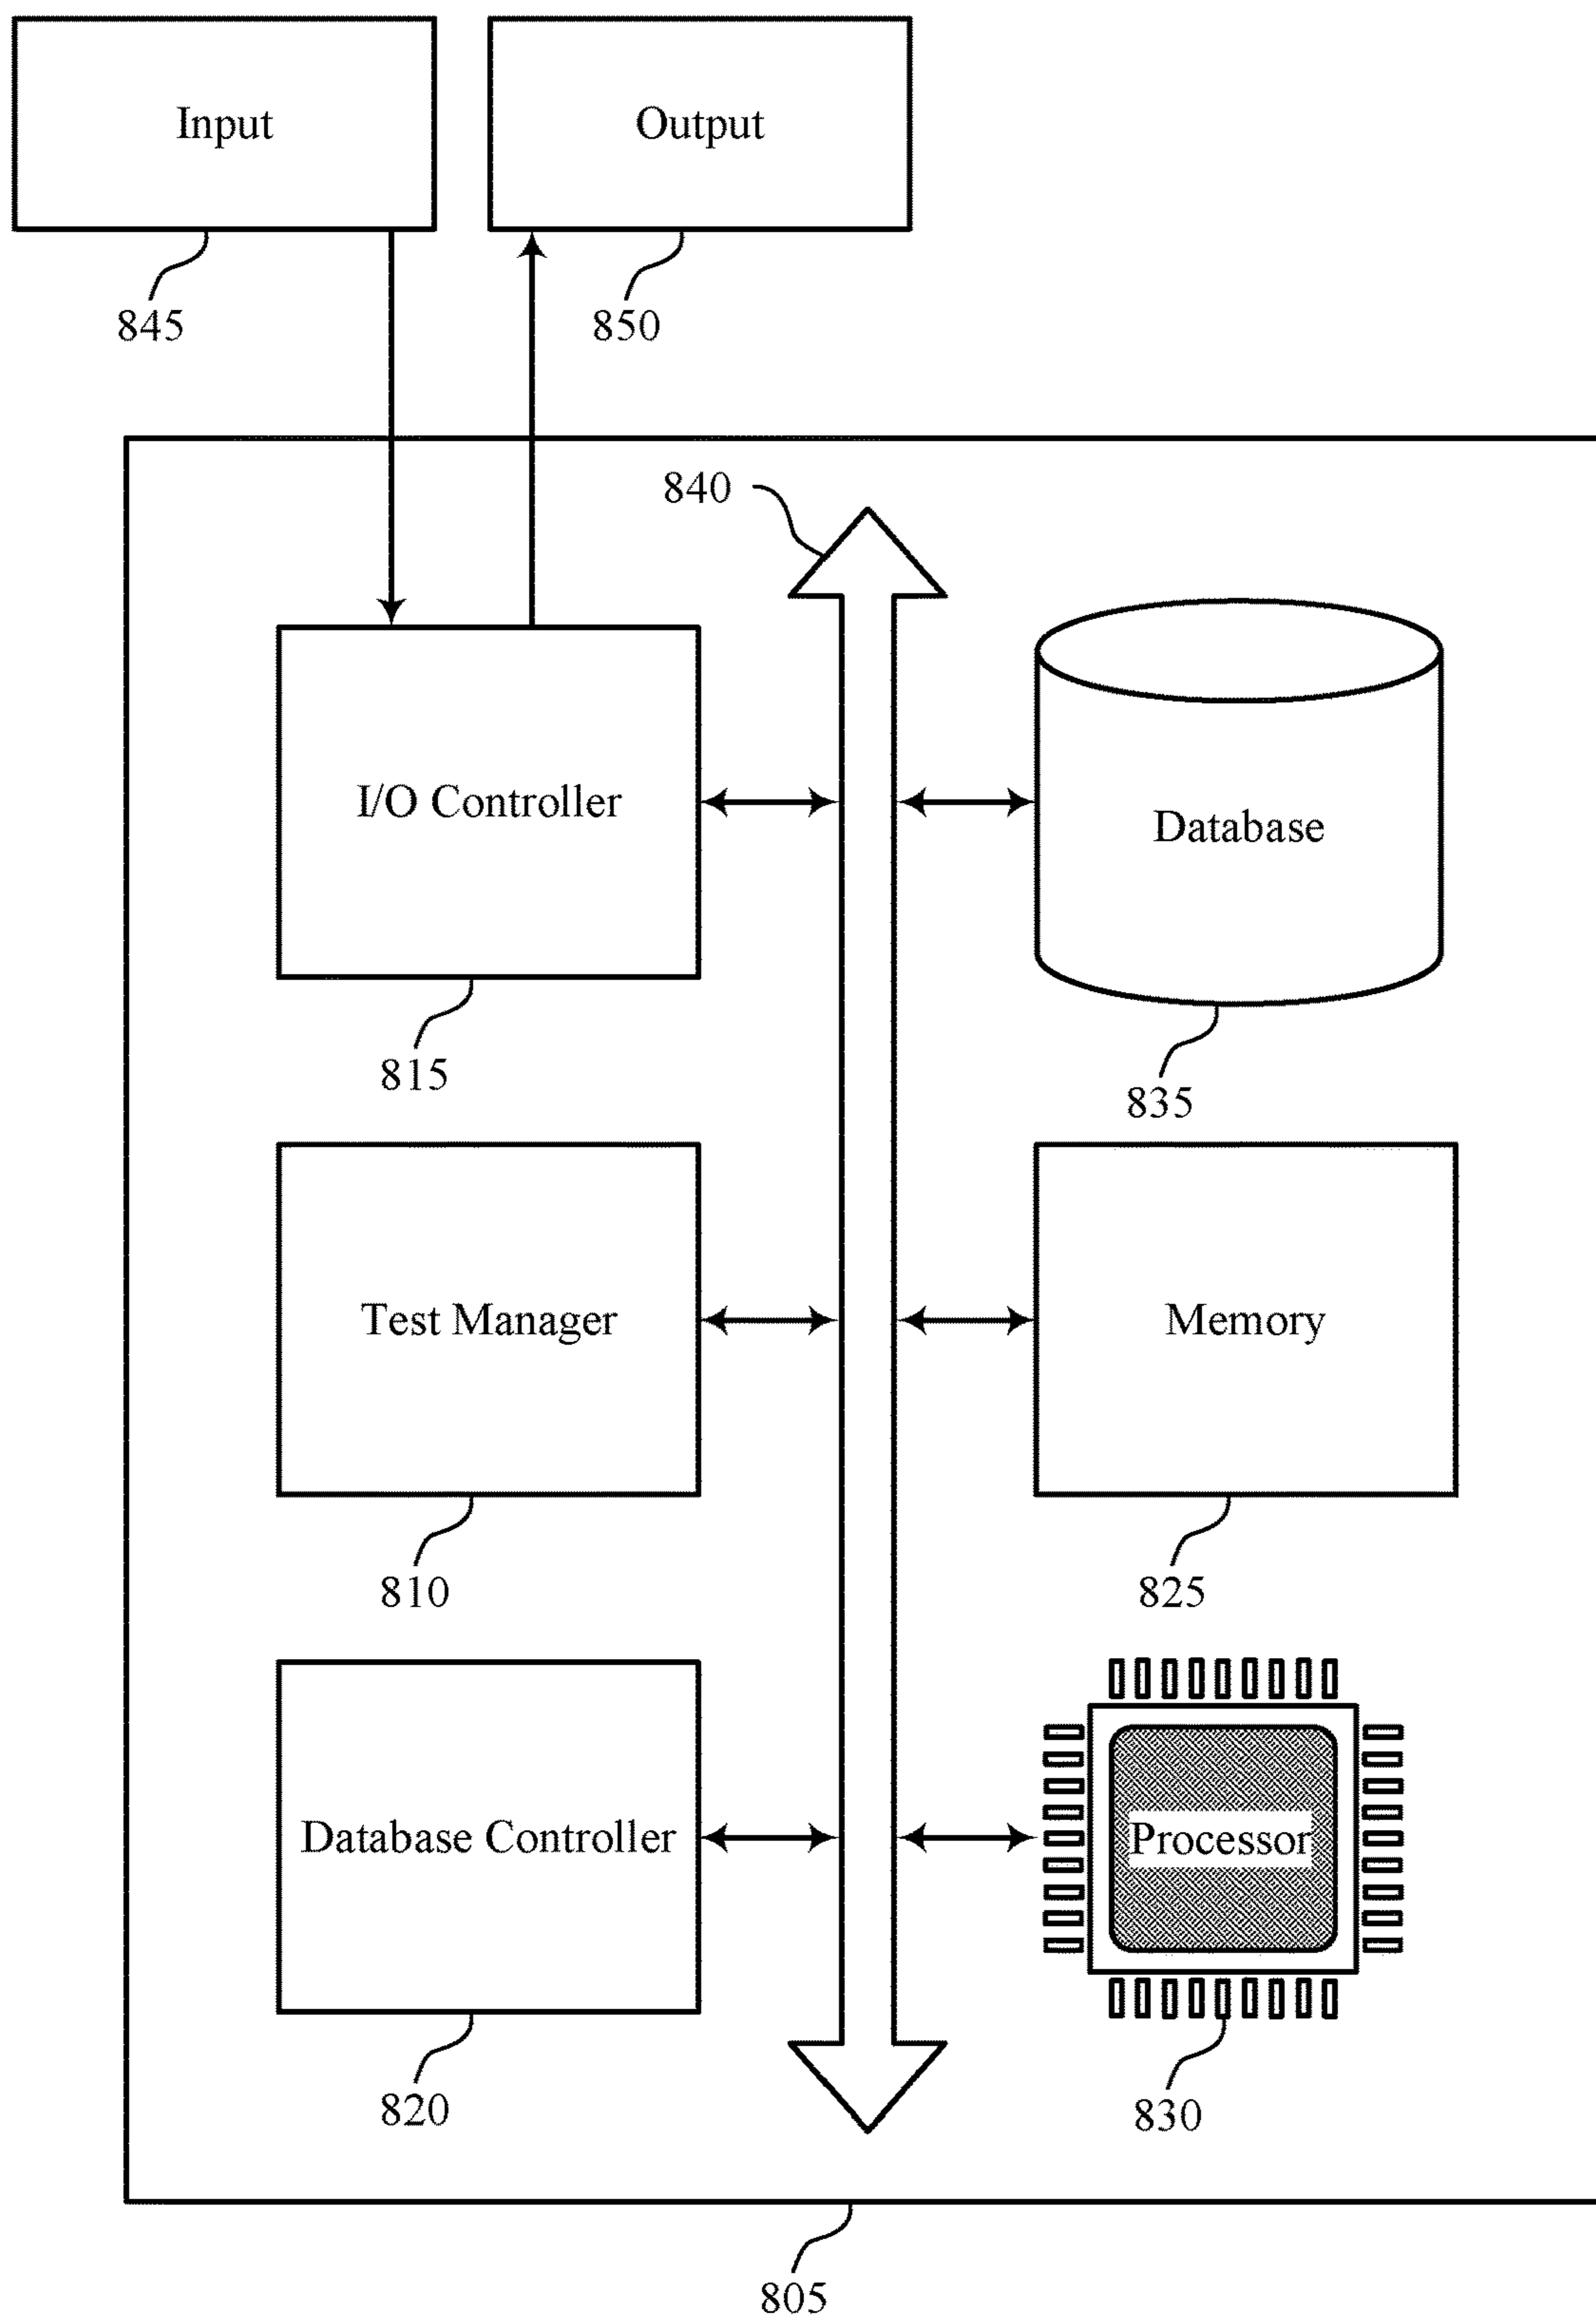 Input
Output
845
850
840
I/O Controller
Database
815
835
Test Manager
Memory
810
825
Database Controller
Processor
820
830
805